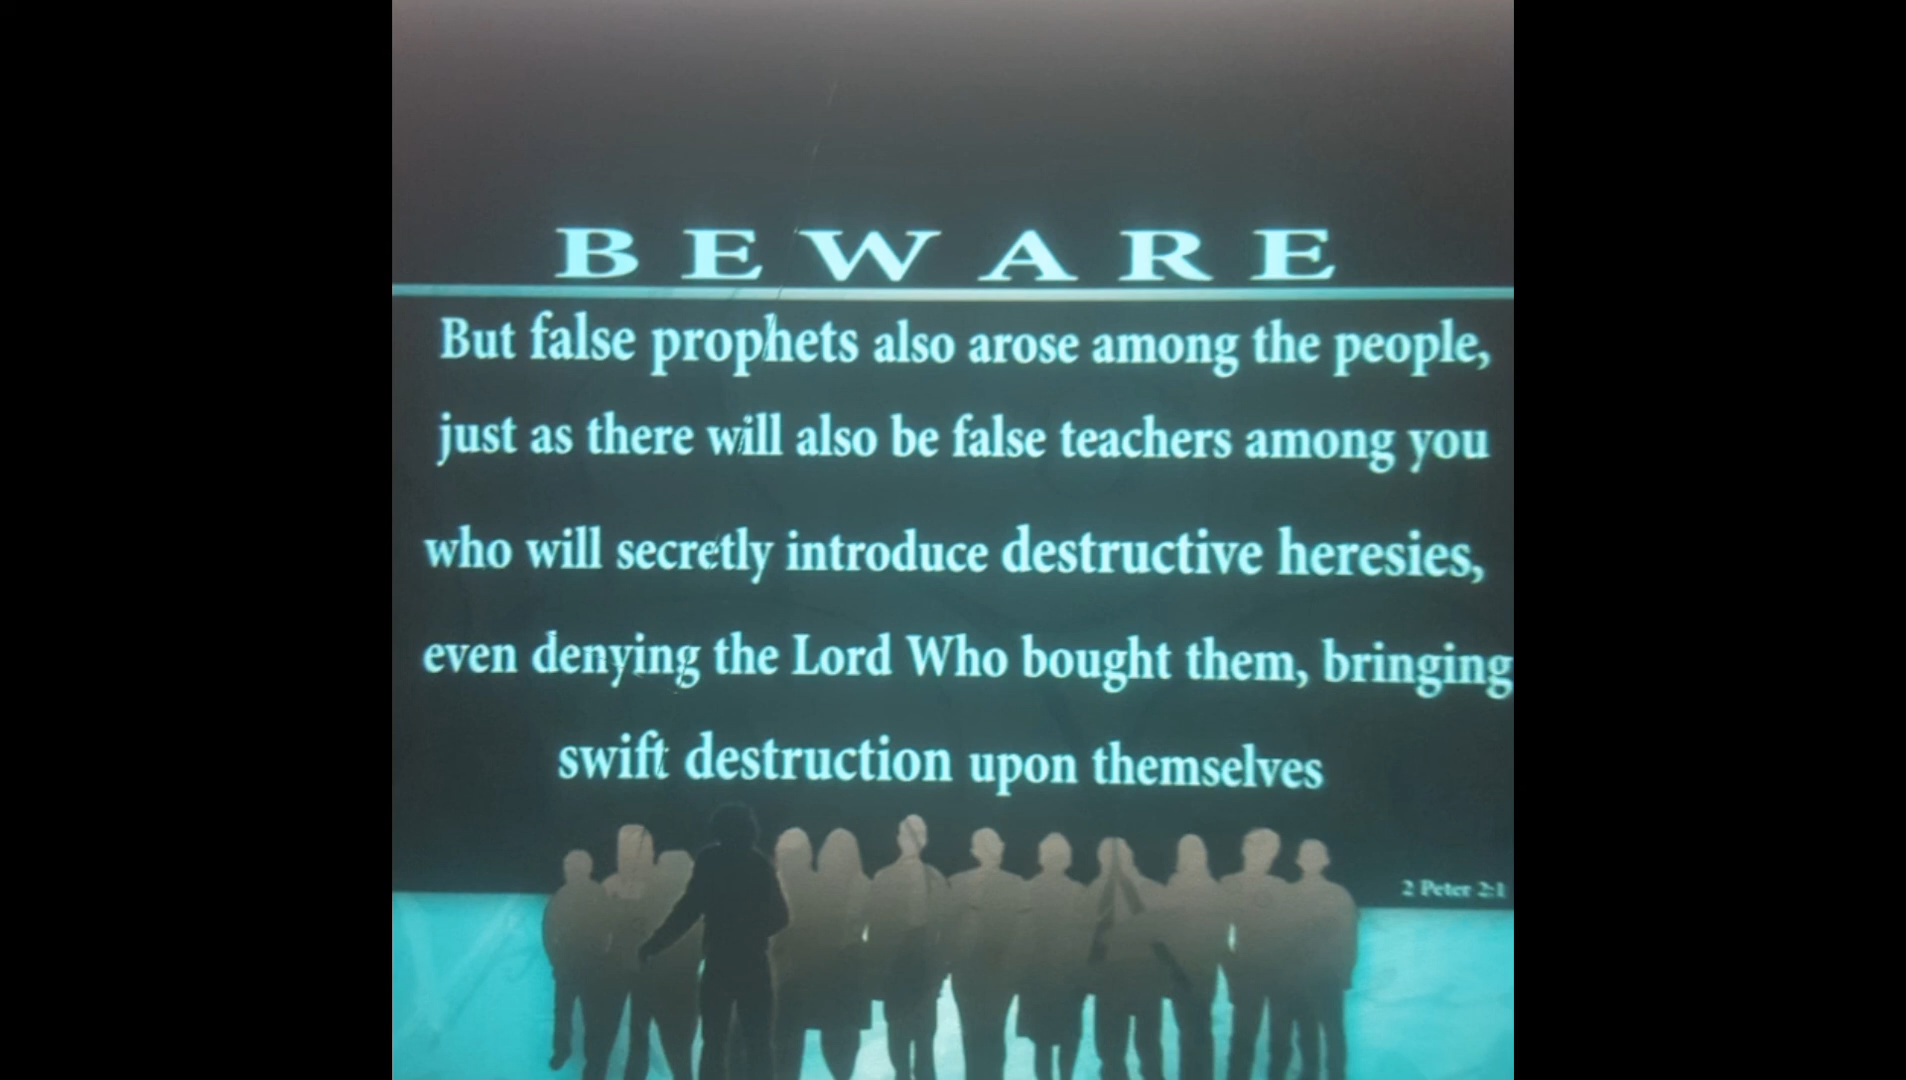 BEWARE
But false prophets also arose among the people,
just as there will also be false teachers among you
who will secretly introduce destructive heresies,
even denying the Lord Who bought them, bringing
swift destruction upon themselves
2 Peter 2:1